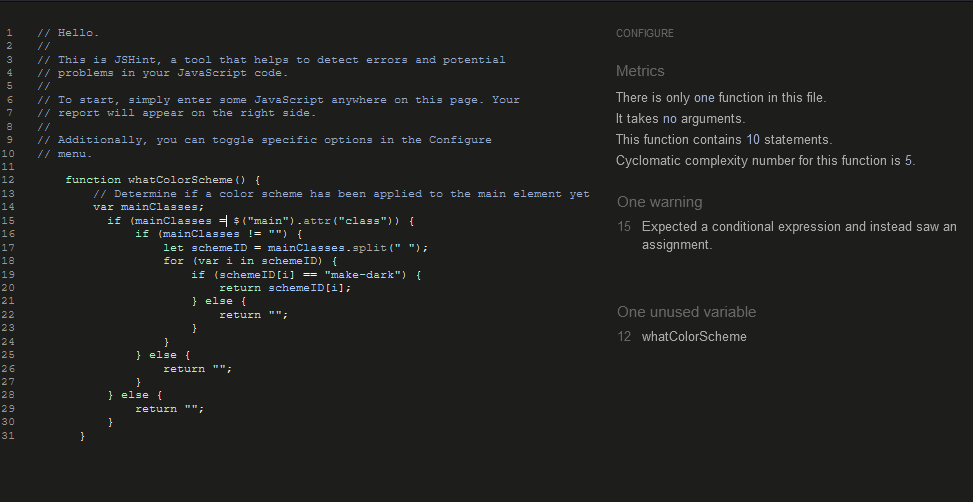 1 // Hello.
2 //
3 // This is JSHint, a tool that helps to detect errors and potential
4 // problems in your JavaScript code.
5 //
6 // To start, simply enter some JavaScript anywhere on this page. Your
7 // report will appear on the right side.
8 //
9 // Additionally, you can toggle specific options in the Configure
10 // menu.
11
12 function whatColorScheme() {
13 // Determine if a color scheme has been applied to the main element yet
14 var mainClasses;
15 if (mainClasses = $("main").attr("class")) {
16 if (mainClasses != "") {
17 let schemeID = mainClasses.split(" ");
18 for (var i in schemeID) {
19 if (schemeID[i] == "make-dark") {
20 return schemeID[i];
21 } else {
22 return "";
23 }
24 }
25 } else {
26 return "";
27 }
28 } else {
29 return "";
30 }
31 }
CONFIGURE
Metrics
There is only one function in this file.
It takes no arguments.
This function contains 10 statements.
Cyclomatic complexity number for this function is 5.
One warning
15 Expected a conditional expression and instead saw an
assignment.
One unused variable
12 whatColorScheme